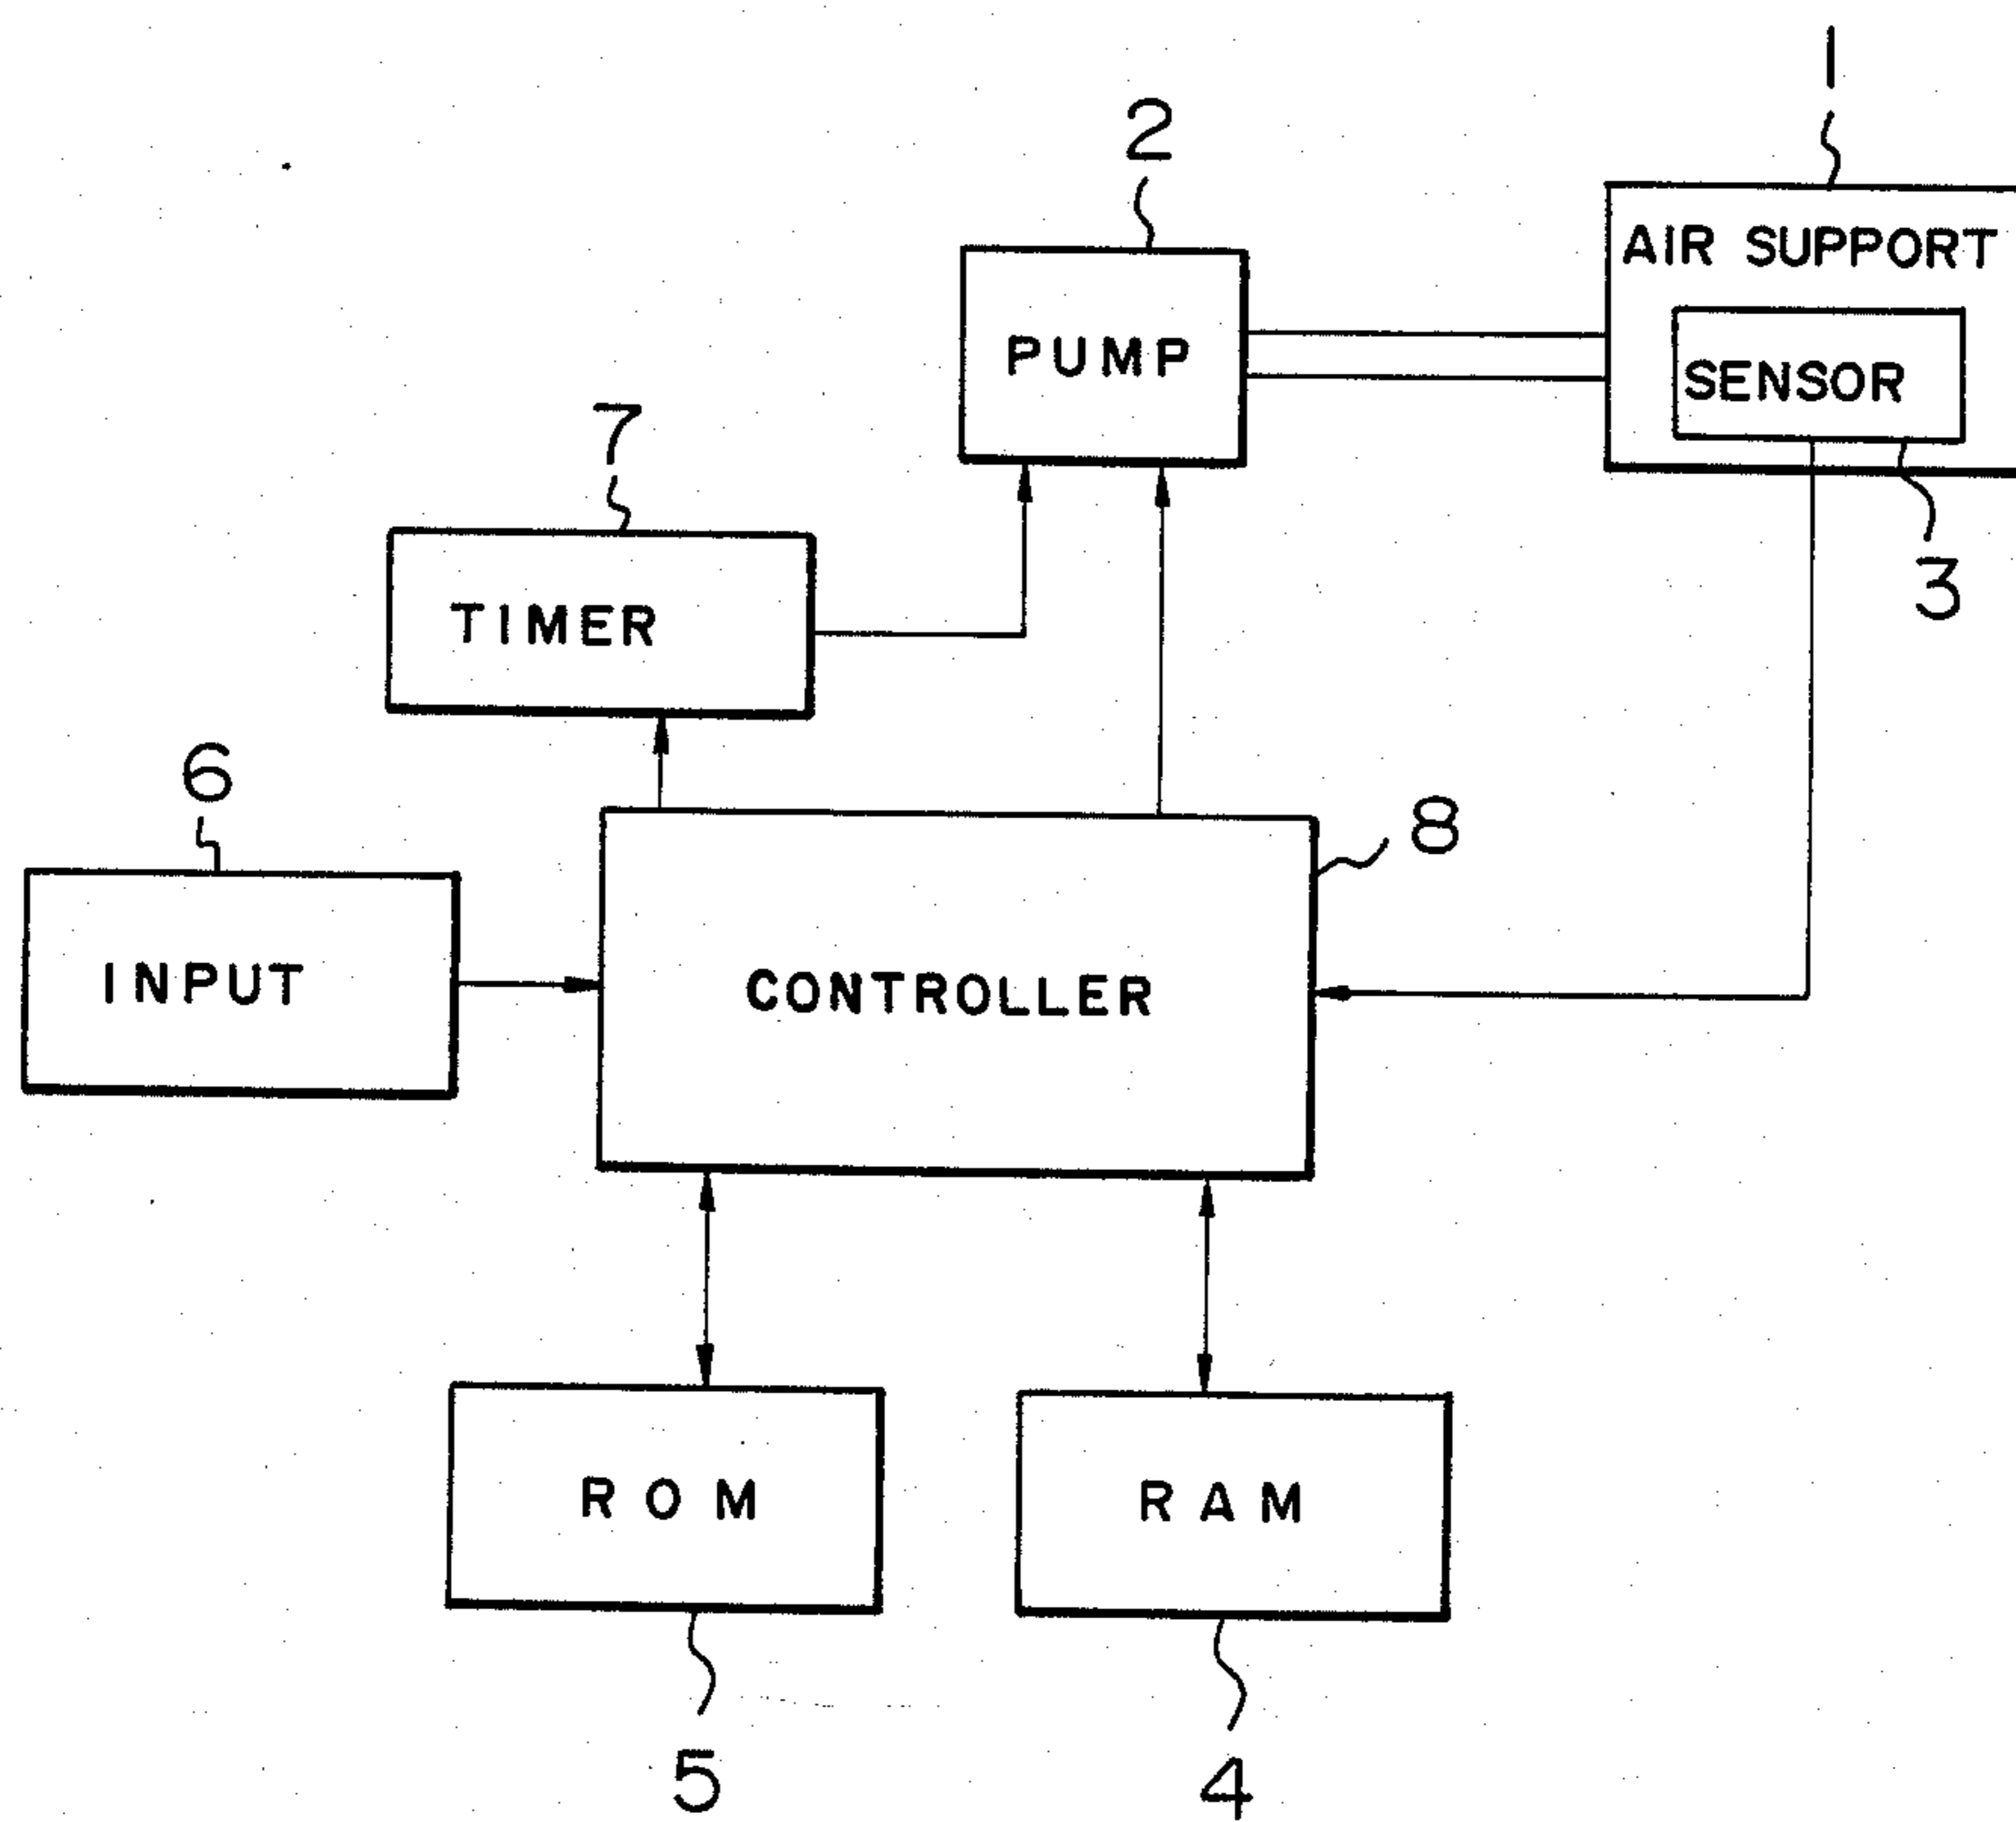 1
2
AIR SUPPORT
PUMP
SENSOR
7
3
TIMER
6
8
INPUT
CONTROLLER
ROM
RAM
5
4